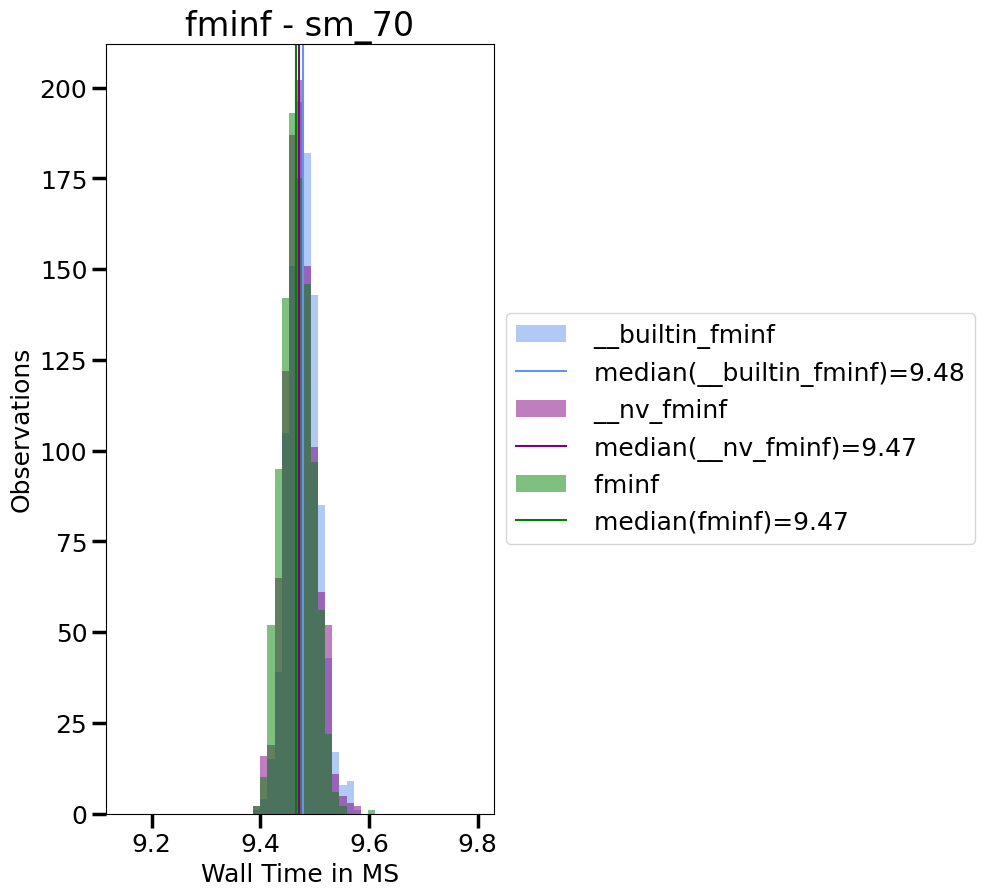 fminf - sm_70
200
175
150
125
100
75
50
25
0
Observations
9.2
9.4
9.6
9.8
Wall Time in MS
__builtin_fminf
median(__builtin_fminf)=9.48
__nv_fminf
median(__nv_fminf)=9.47
fminf
median(fminf)=9.47